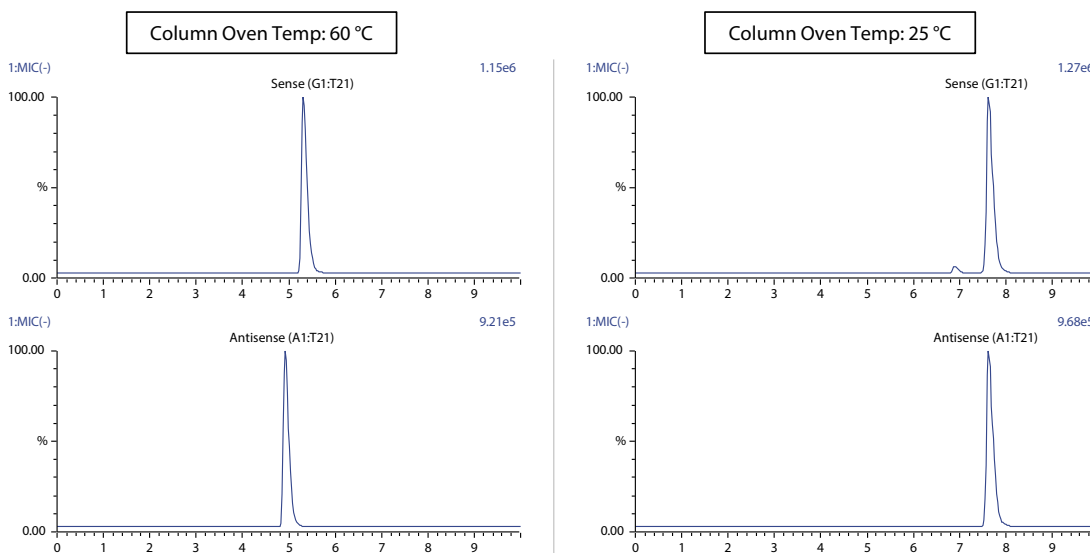 Column Oven Temp: 60 °C
1:MIC(-) 1.15e6
Sense (G1:T21)
100.00
%
0.00
0 1 2 3 4 5 6 7 8 9
1:MIC(-) 9.21e5
Antisense (A1:T21)
100.00
%
0.00
0 1 2 3 4 5 6 7 8 9
Column Oven Temp: 25 °C
1:MIC(-) 1.27e6
Sense (G1:T21)
100.00
%
0.00
0 1 2 3 4 5 6 7 8 9
1:MIC(-) 9.68e5
Antisense (A1:T21)
100.00
%
0.00
0 1 2 3 4 5 6 7 8 9